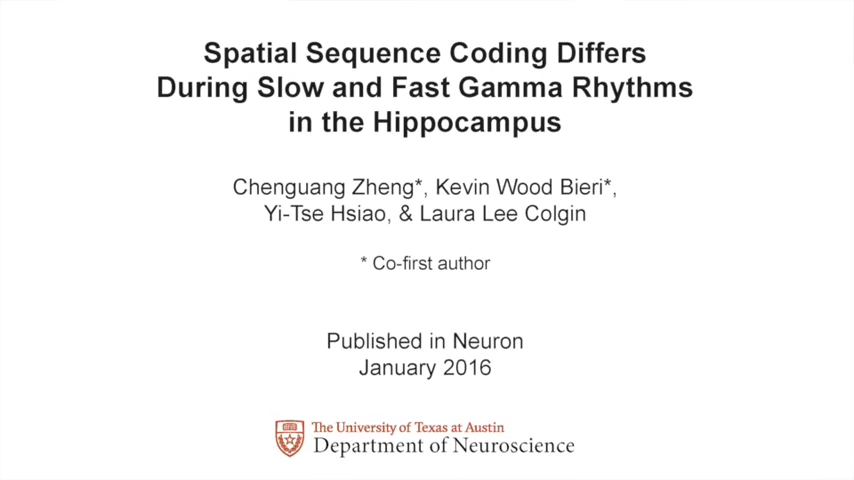 Spatial Sequence Coding Differs
During Slow and Fast Gamma Rhythms
in the Hippocampus
Chenguang Zheng*, Kevin Wood Bieri*,
Yi-Tse Hsiao, & Laura Lee Colgin
* Co-first author
Published in Neuron
January 2016
The University of Texas at Austin
Department of Neuroscience